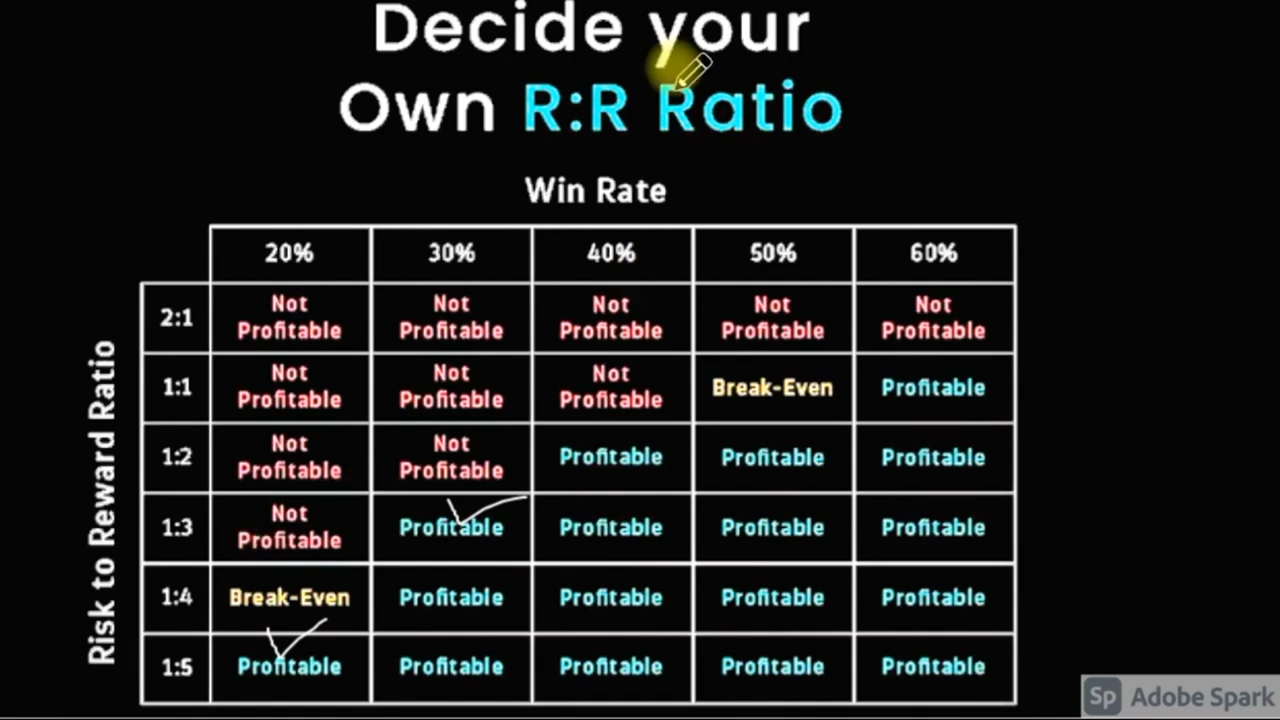 Decide your
Own R:R Ratio
Win Rate
20% 30% 40% 50% 60%
Risk to Reward Ratio
2:1 Not Profitable Not Profitable Not Profitable Not Profitable Not Profitable
1:1 Not Profitable Not Profitable Not Profitable Break-Even Profitable
1:2 Not Profitable Not Profitable Profitable Profitable Profitable
1:3 Not Profitable Profitable Profitable Profitable Profitable
1:4 Break-Even Profitable Profitable Profitable Profitable
1:5 Profitable Profitable Profitable Profitable Profitable
Sp Adobe Spark